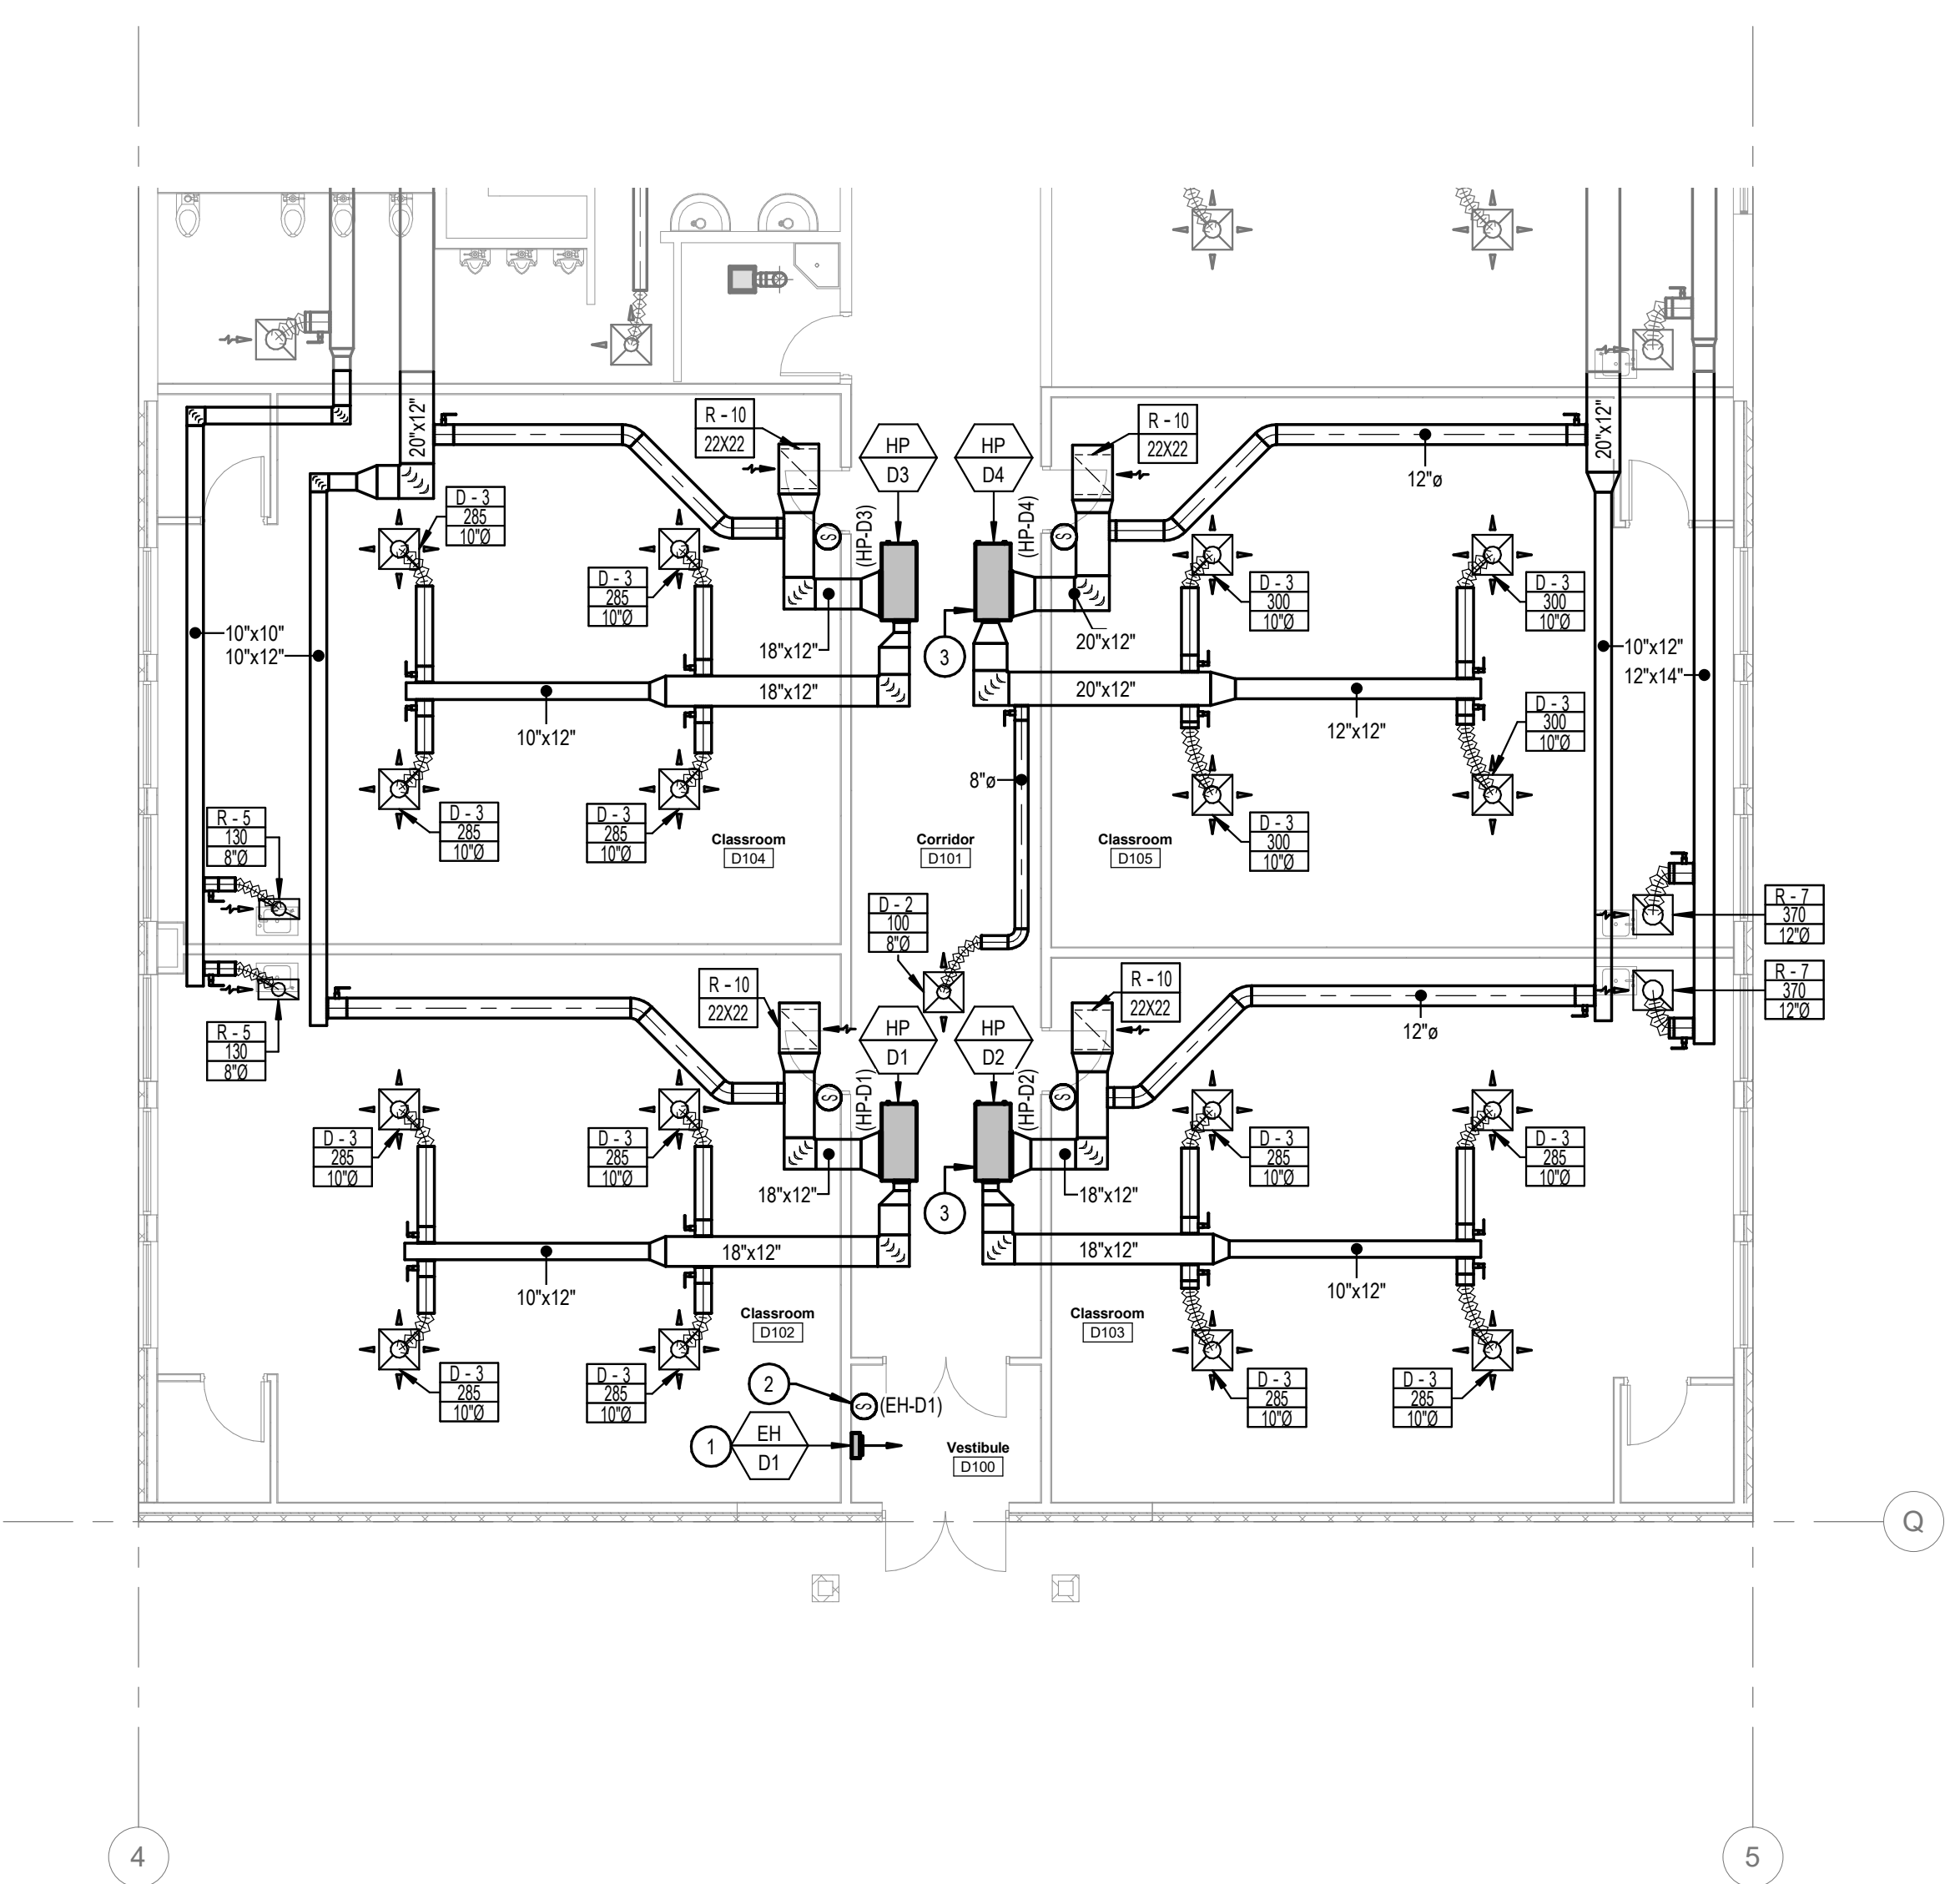 20"x12"
R - 10
22X22
HP
D3
HP
D4
R - 10
22X22
20"x12"
12"ø
D - 3
285
10"Ø
(HP-D3)
S
(HP-D4)
S
D - 3
285
10"Ø
D - 3
300
10"Ø
D - 3
300
10"Ø
10"x10"
10"x12"
18"x12"
3
20"x12"
10"x12"
12"x14"
18"x12"
20"x12"
10"x12"
12"x12"
D - 3
300
10"Ø
8"ø
R - 5
130
8"Ø
D - 3
285
10"Ø
D - 3
285
10"Ø
Classroom
D104
Corridor
D101
Classroom
D105
D - 3
300
10"Ø
D - 2
100
8"Ø
R - 7
370
12"Ø
R - 10
22X22
R - 10
22X22
R - 7
370
12"Ø
R - 5
130
8"Ø
HP
D1
HP
D2
12"ø
(HP-D1)
S
(HP-D2)
S
D - 3
285
10"Ø
D - 3
285
10"Ø
D - 3
285
10"Ø
D - 3
285
10"Ø
18"x12"
3
18"x12"
18"x12"
18"x12"
10"x12"
10"x12"
Classroom
D102
Classroom
D103
D - 3
285
10"Ø
D - 3
285
10"Ø
2
S
(EH-D1)
D - 3
285
10"Ø
D - 3
285
10"Ø
1
EH
D1
Vestibule
D100
Q
4
5